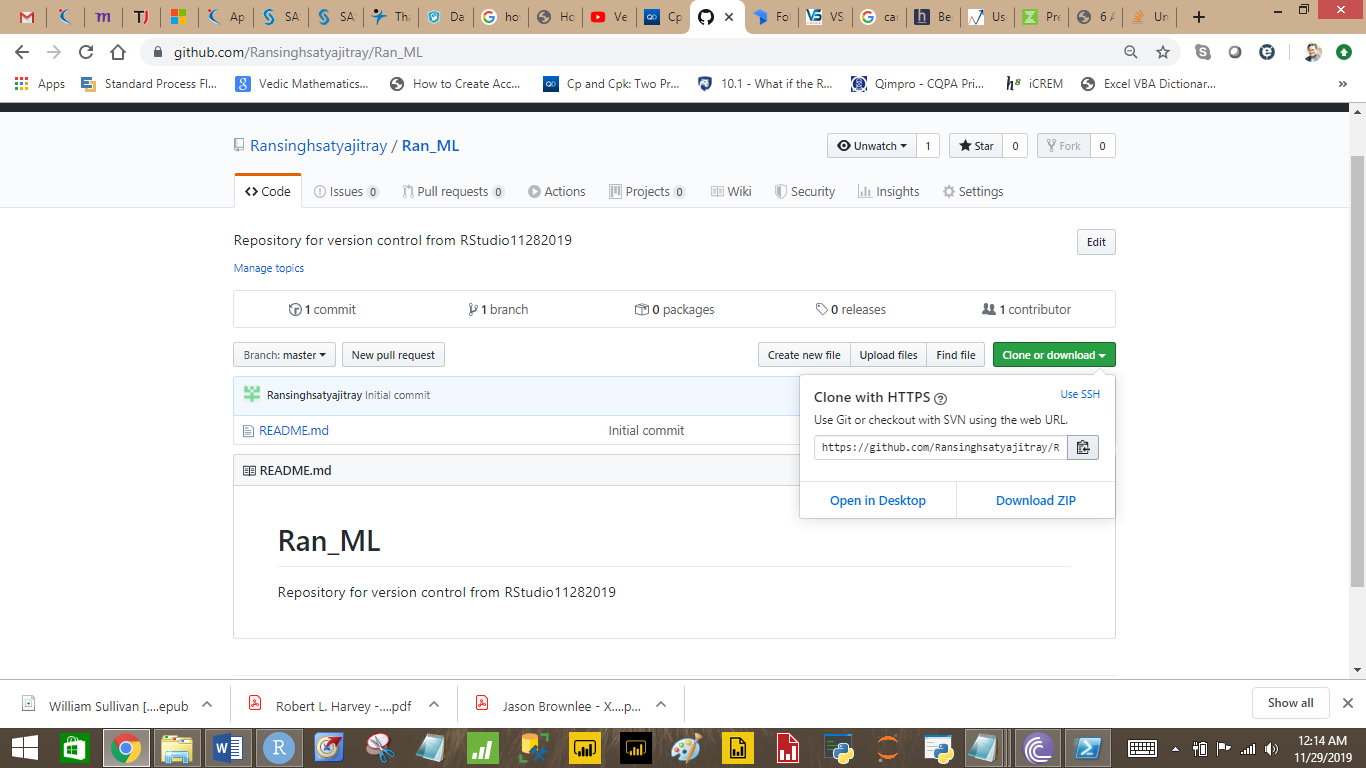 Ap
SA
SA
Tha
Da
ho
Ho
Ve
Cp
Fo
VS
ca
Be
Us
Pre
6 A
Un
github.com/Ransinghsatyajitray/Ran_ML
Apps
Standard Process Fl...
Vedic Mathematics...
How to Create Acc...
Cp and Cpk: Two Pr...
10.1 - What if the R...
Qimpro - CQPA Pri...
iCREM
Excel VBA Dictionar...
Ransinghsatyajitray / Ran_ML
Unwatch 1
Star 0
Fork 0
Code
Issues 0
Pull requests 0
Actions
Projects 0
Wiki
Security
Insights
Settings
Repository for version control from RStudio11282019
Edit
Manage topics
1 commit
1 branch
0 packages
0 releases
1 contributor
Branch: master
New pull request
Create new file
Upload files
Find file
Clone or download
Ransinghsatyajitray Initial commit
README.md
Initial commit
Clone with HTTPS
Use SSH
Use Git or checkout with SVN using the web URL.
https://github.com/Ransinghsatyajitray/R
Open in Desktop
Download ZIP
README.md
Ran_ML
Repository for version control from RStudio11282019
William Sullivan [....epub
Robert L. Harvey -....pdf
Jason Brownlee - X....p...
Show all
12:14 AM
11/29/2019